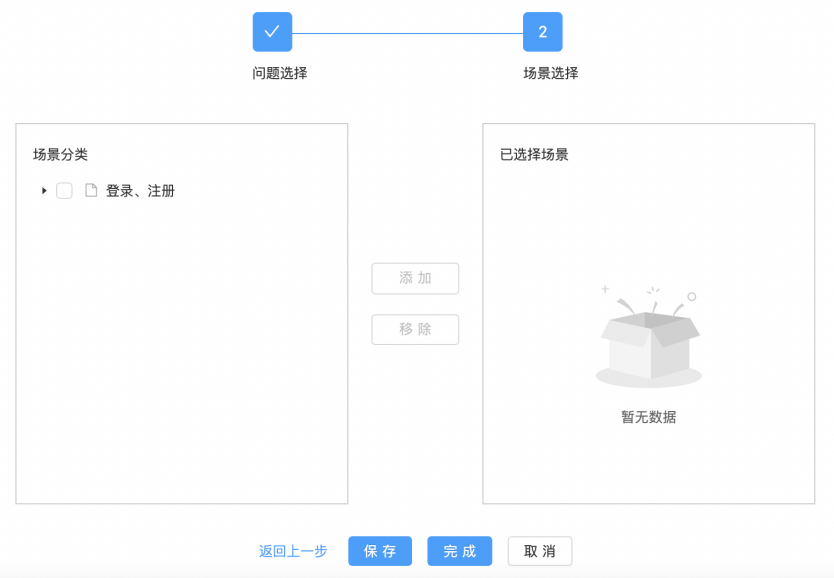 2
问题选择
场景选择
场景分类
登录、注册
添加
移除
已选择场景
暂无数据
返回上一步
保存
完成
取消